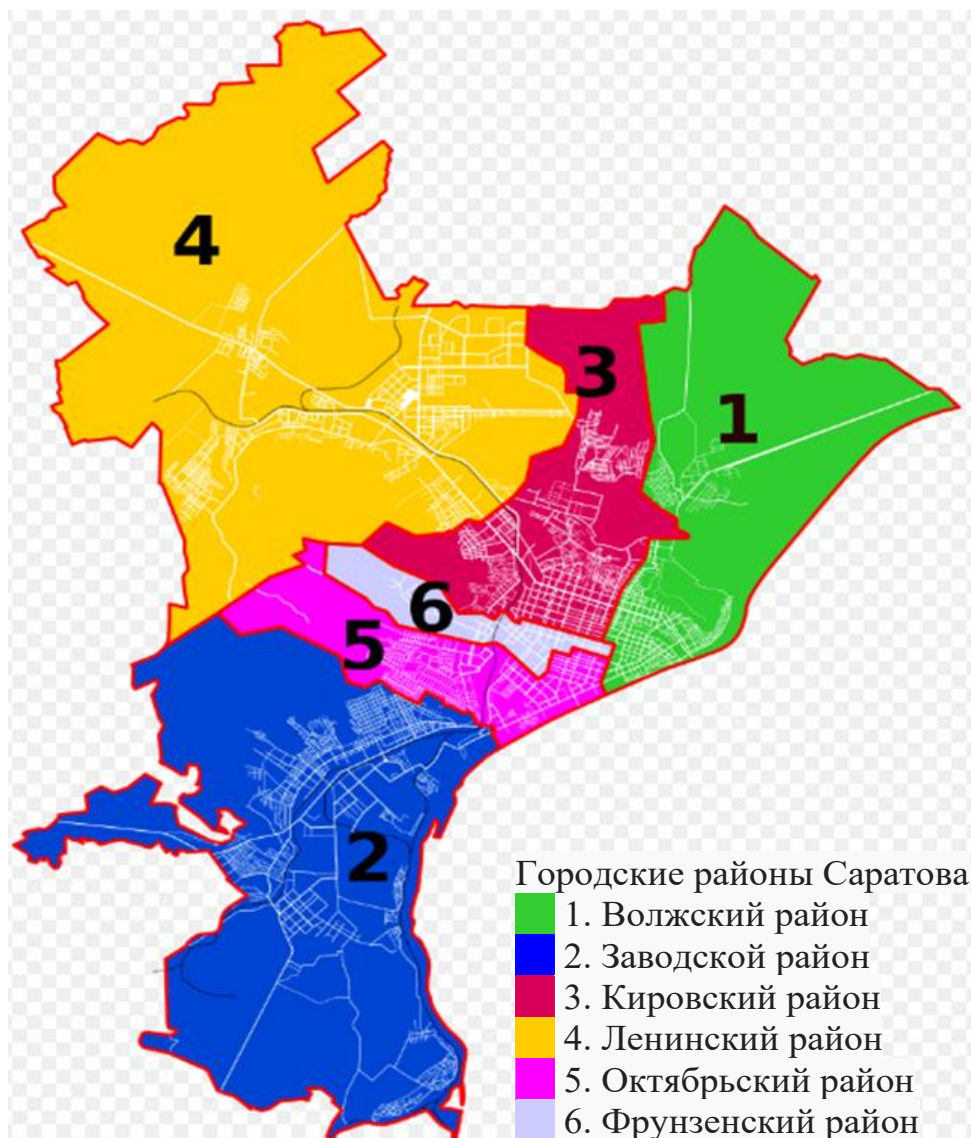 4
3
1
6
5
2
Городские районы Саратова
1. Волжский район
2. Заводской район
3. Кировский район
4. Ленинский район
5. Октябрьский район
6. Фрунзенский район